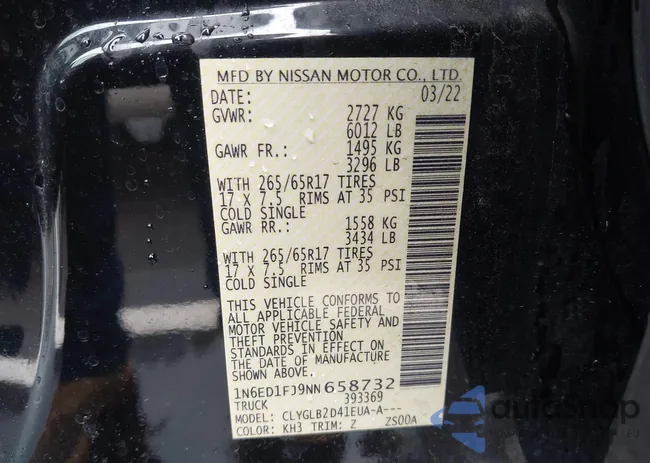 MFD BY NISSAN MOTOR CO., LTD.
DATE: 03/22
GVWR: 2727 KG
6012 LB
GAWR FR.: 1495 KG
3296 LB
WITH 265/65R17 TIRES
17 X 7.5 RIMS AT 35 PSI
COLD SINGLE
GAWR RR.: 1558 KG
3434 LB
WITH 265/65R17 TIRES
17 X 7.5 RIMS AT 35 PSI
COLD SINGLE
THIS VEHICLE CONFORMS TO
ALL APPLICABLE FEDERAL
MOTOR VEHICLE SAFETY AND
THEFT PREVENTION
STANDARDS IN EFFECT ON
THE DATE OF MANUFACTURE
SHOWN ABOVE.
1N6ED1FJ9NN658732
TRUCK 393369
MODEL: CLYGLB2D41EUA-A---
COLOR: KH3 TRIM: Z ZS00A
autoShop